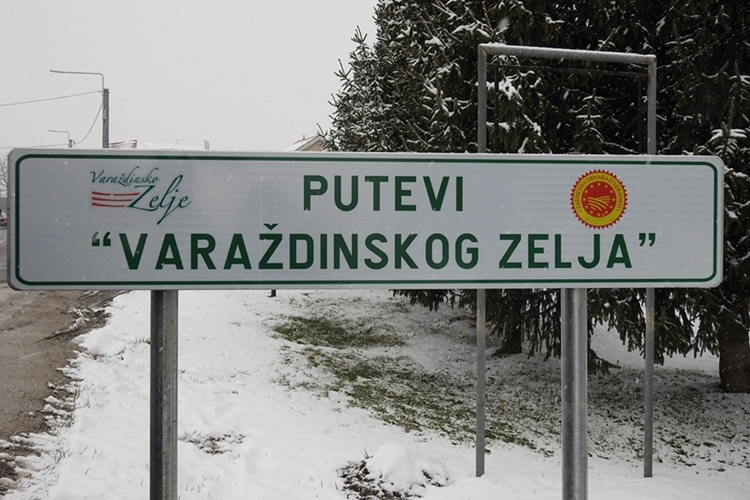 Varaždinsko
Zelje
PUTEVI
“VARAŽDINSKOG ZELJA”